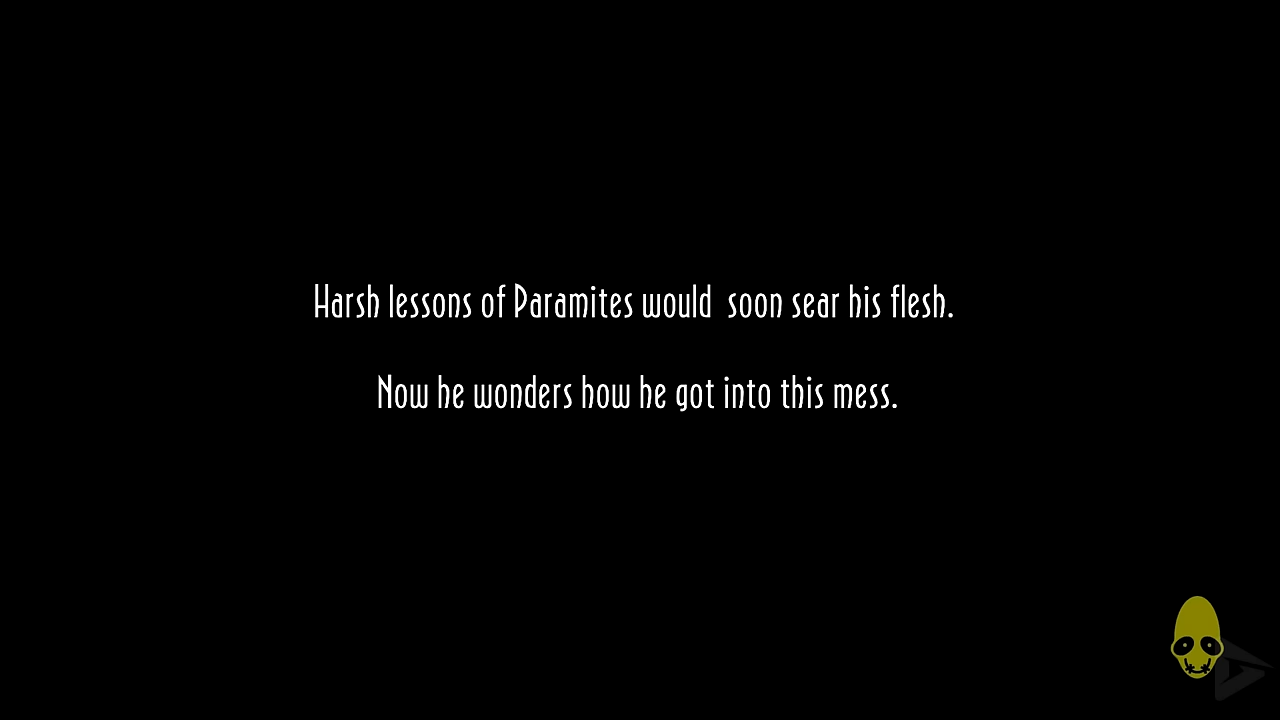 Harsh lessons of Paramites would  soon sear his flesh.
Now he wonders how he got into this mess.